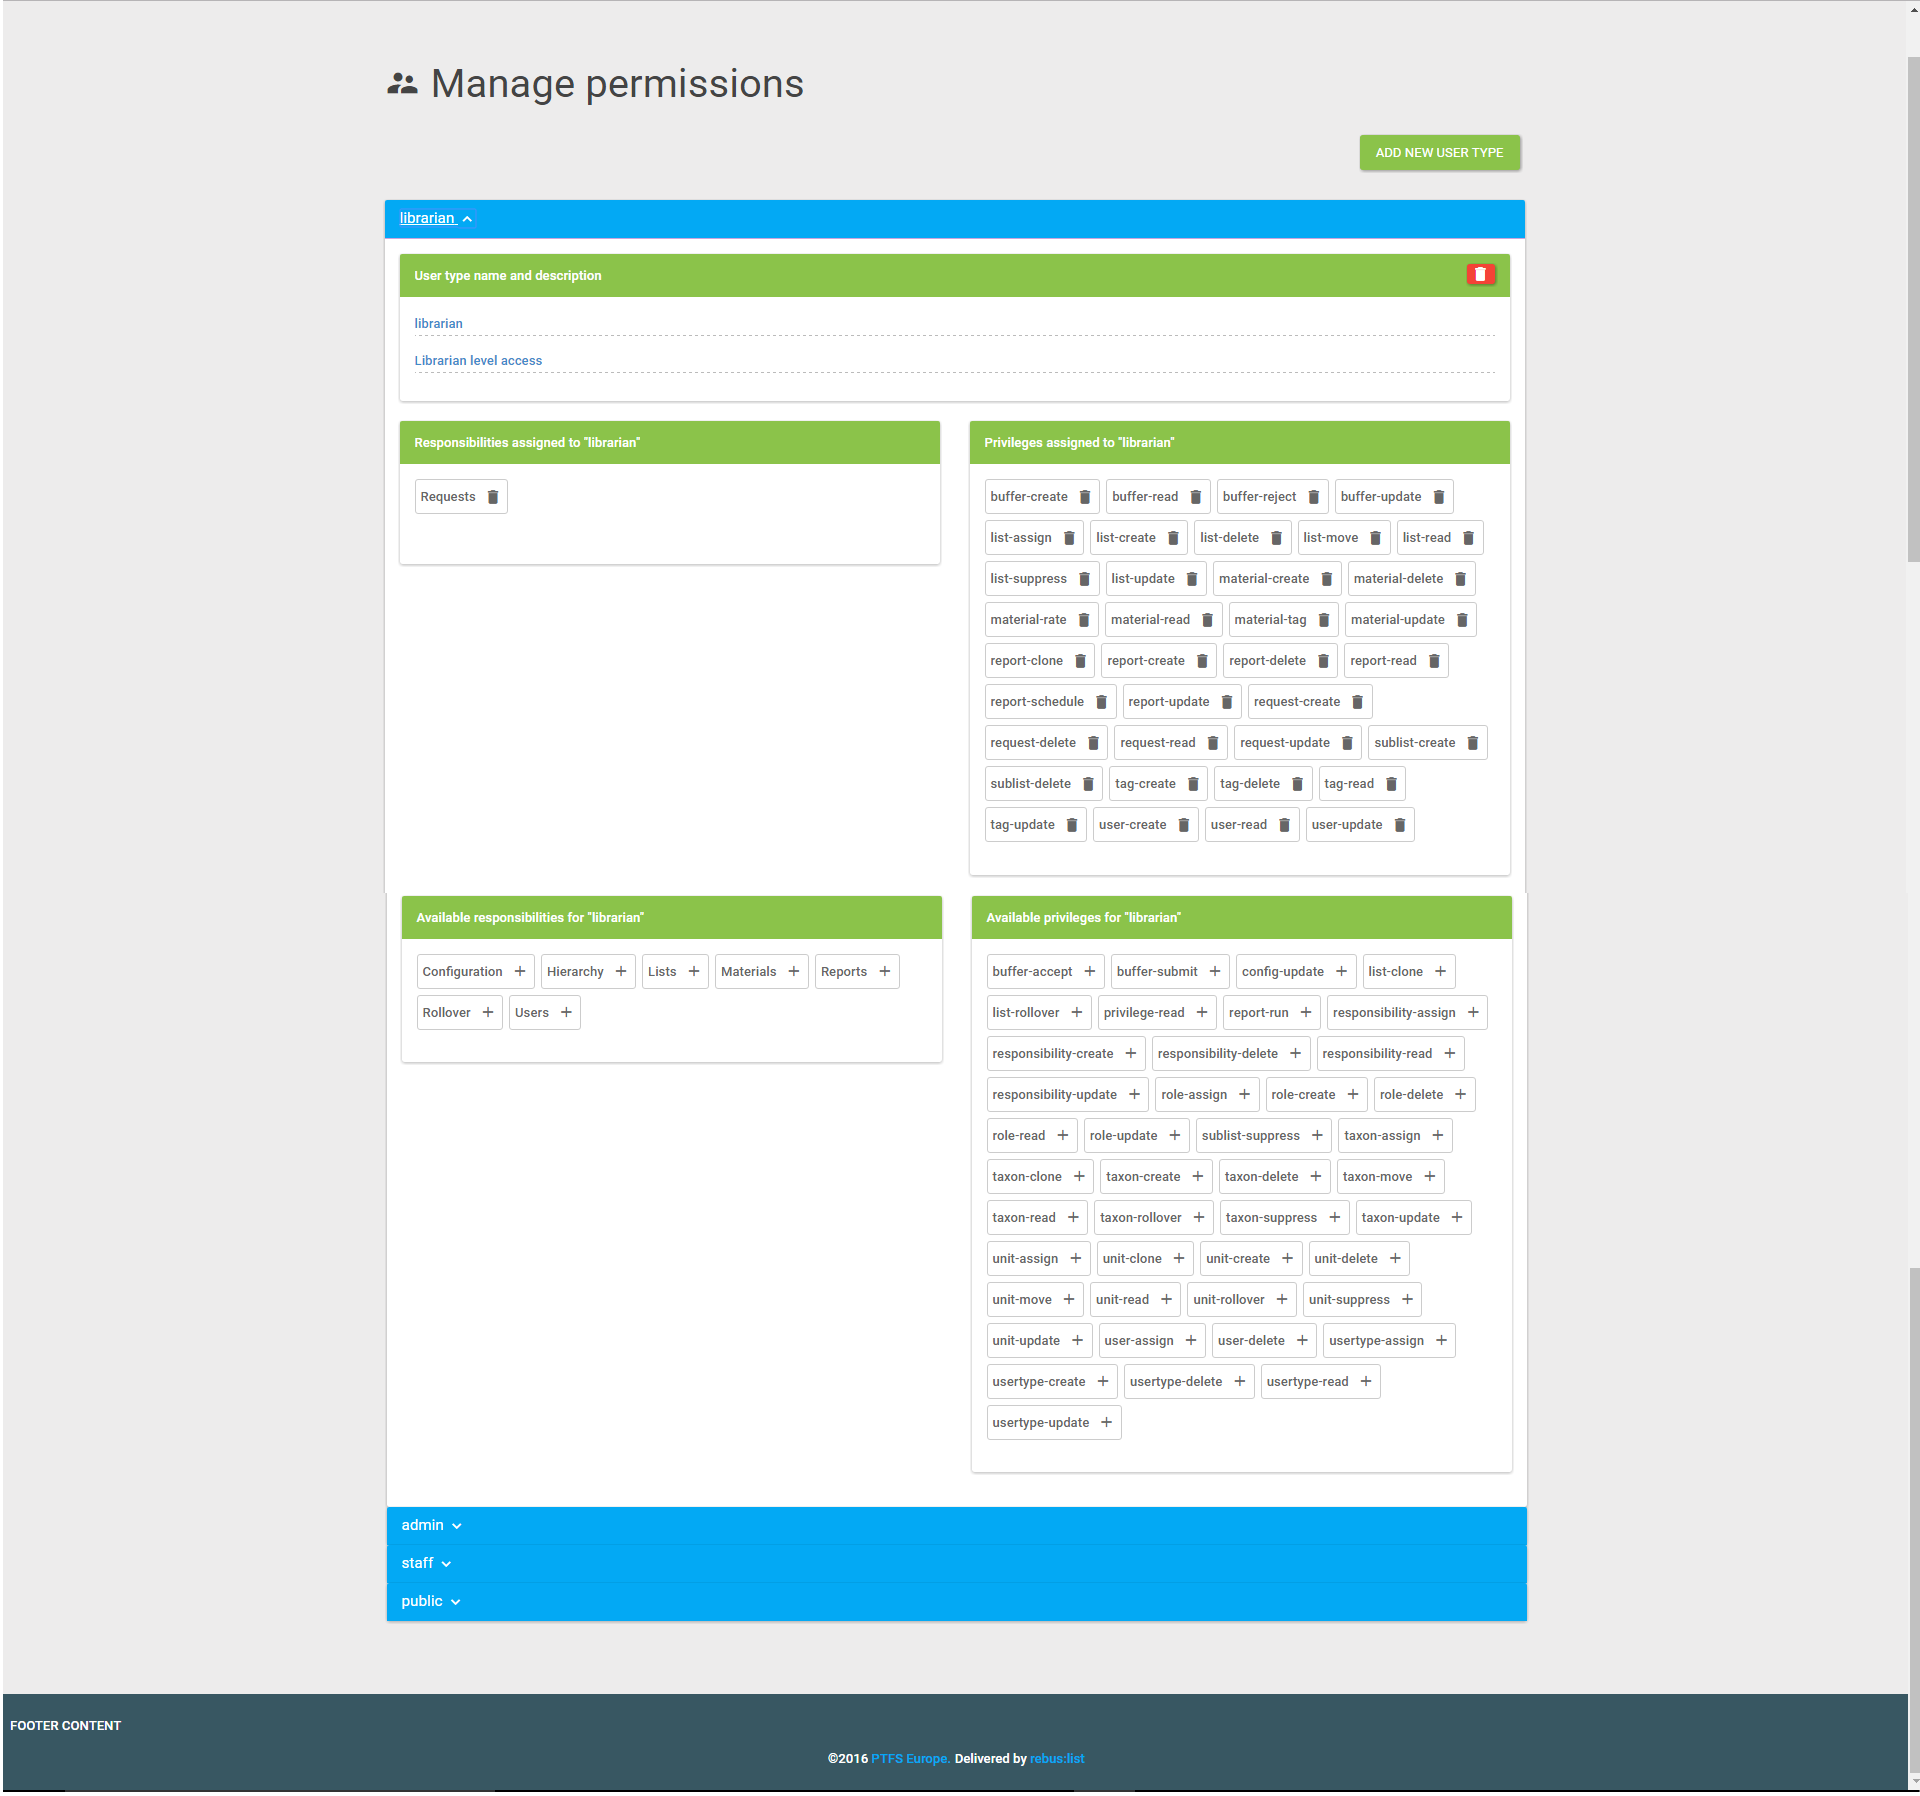 Manage permissions
ADD NEW USER TYPE
librarian
User type name and description
librarian
Librarian level access
Responsibilities assigned to "librarian"
Requests
Privileges assigned to "librarian"
buffer-create buffer-read buffer-reject buffer-update
list-assign list-create list-delete list-move list-read
list-suppress list-update material-create material-delete
material-rate material-read material-tag material-update
report-clone report-create report-delete report-read
report-schedule report-update request-create
request-delete request-read request-update sublist-create
sublist-delete tag-create tag-delete tag-read
tag-update user-create user-read user-update
Available responsibilities for "librarian"
Configuration + Hierarchy + Lists + Materials + Reports +
Rollover + Users +
Available privileges for "librarian"
buffer-accept + buffer-submit + config-update + list-clone +
list-rollover + privilege-read + report-run + responsibility-assign +
responsibility-create + responsibility-delete + responsibility-read +
responsibility-update + role-assign + role-create + role-delete +
role-read + role-update + sublist-suppress + taxon-assign +
taxon-clone + taxon-create + taxon-delete + taxon-move +
taxon-read + taxon-rollover + taxon-suppress + taxon-update +
unit-assign + unit-clone + unit-create + unit-delete +
unit-move + unit-read + unit-rollover + unit-suppress +
unit-update + user-assign + user-delete + usertype-assign +
usertype-create + usertype-delete + usertype-read +
usertype-update +
admin
staff
public
FOOTER CONTENT
©2016 PTFS Europe. Delivered by rebus:list